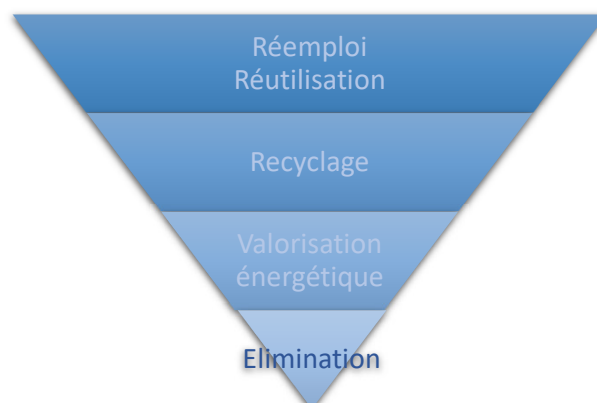 Réemploi
Réutilisation
Recyclage
Valorisation
énergétique
Elimination